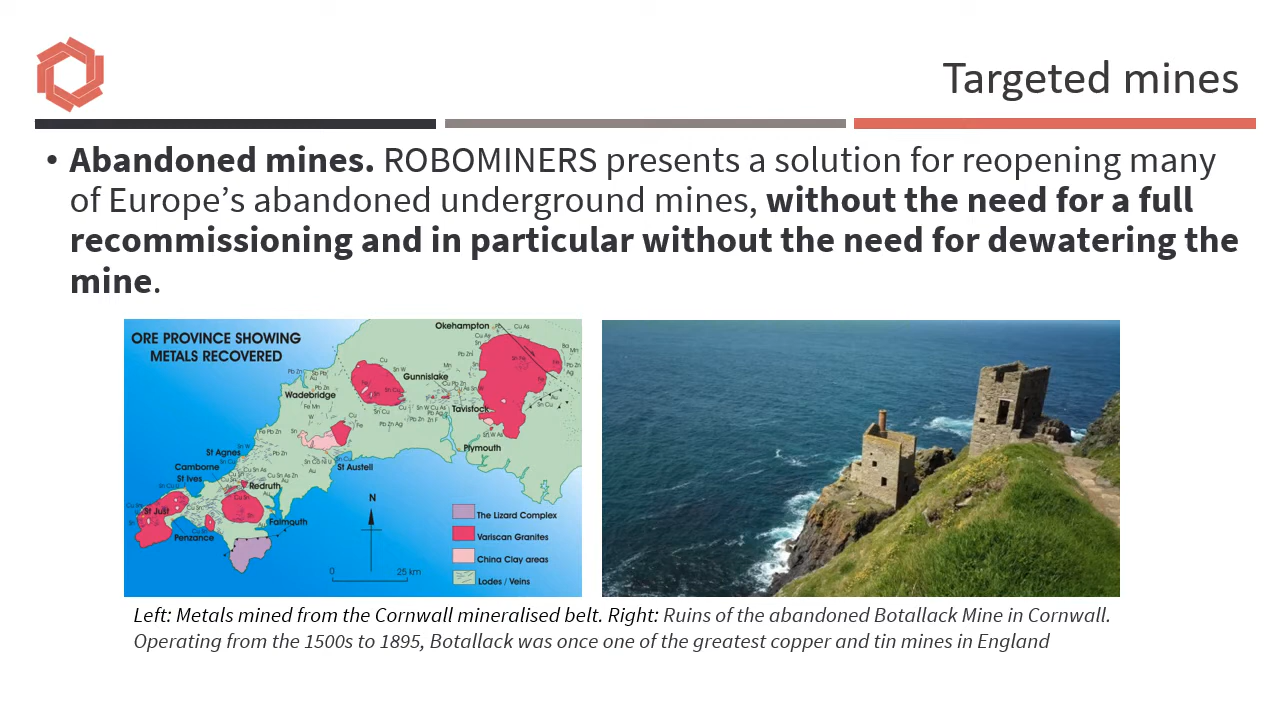 Targeted mines
• Abandoned mines. ROBOMINERS presents a solution for reopening many
of Europe’s abandoned underground mines, without the need for a full
recommissioning and in particular without the need for dewatering the
mine.
ORE PROVINCE SHOWING
METALS RECOVERED
Okehampton
Gunnislake
Wadebridge
Tavistock
Plymouth
St Agnes
St Austell
Camborne
St Ives
Redruth
St Just
Falmouth
Penzance
N
0 25 km
The Lizard Complex
Variscan Granites
China Clay areas
Lodes / Veins
Left: Metals mined from the Cornwall mineralised belt. Right: Ruins of the abandoned Botallack Mine in Cornwall.
Operating from the 1500s to 1895, Botallack was once one of the greatest copper and tin mines in England